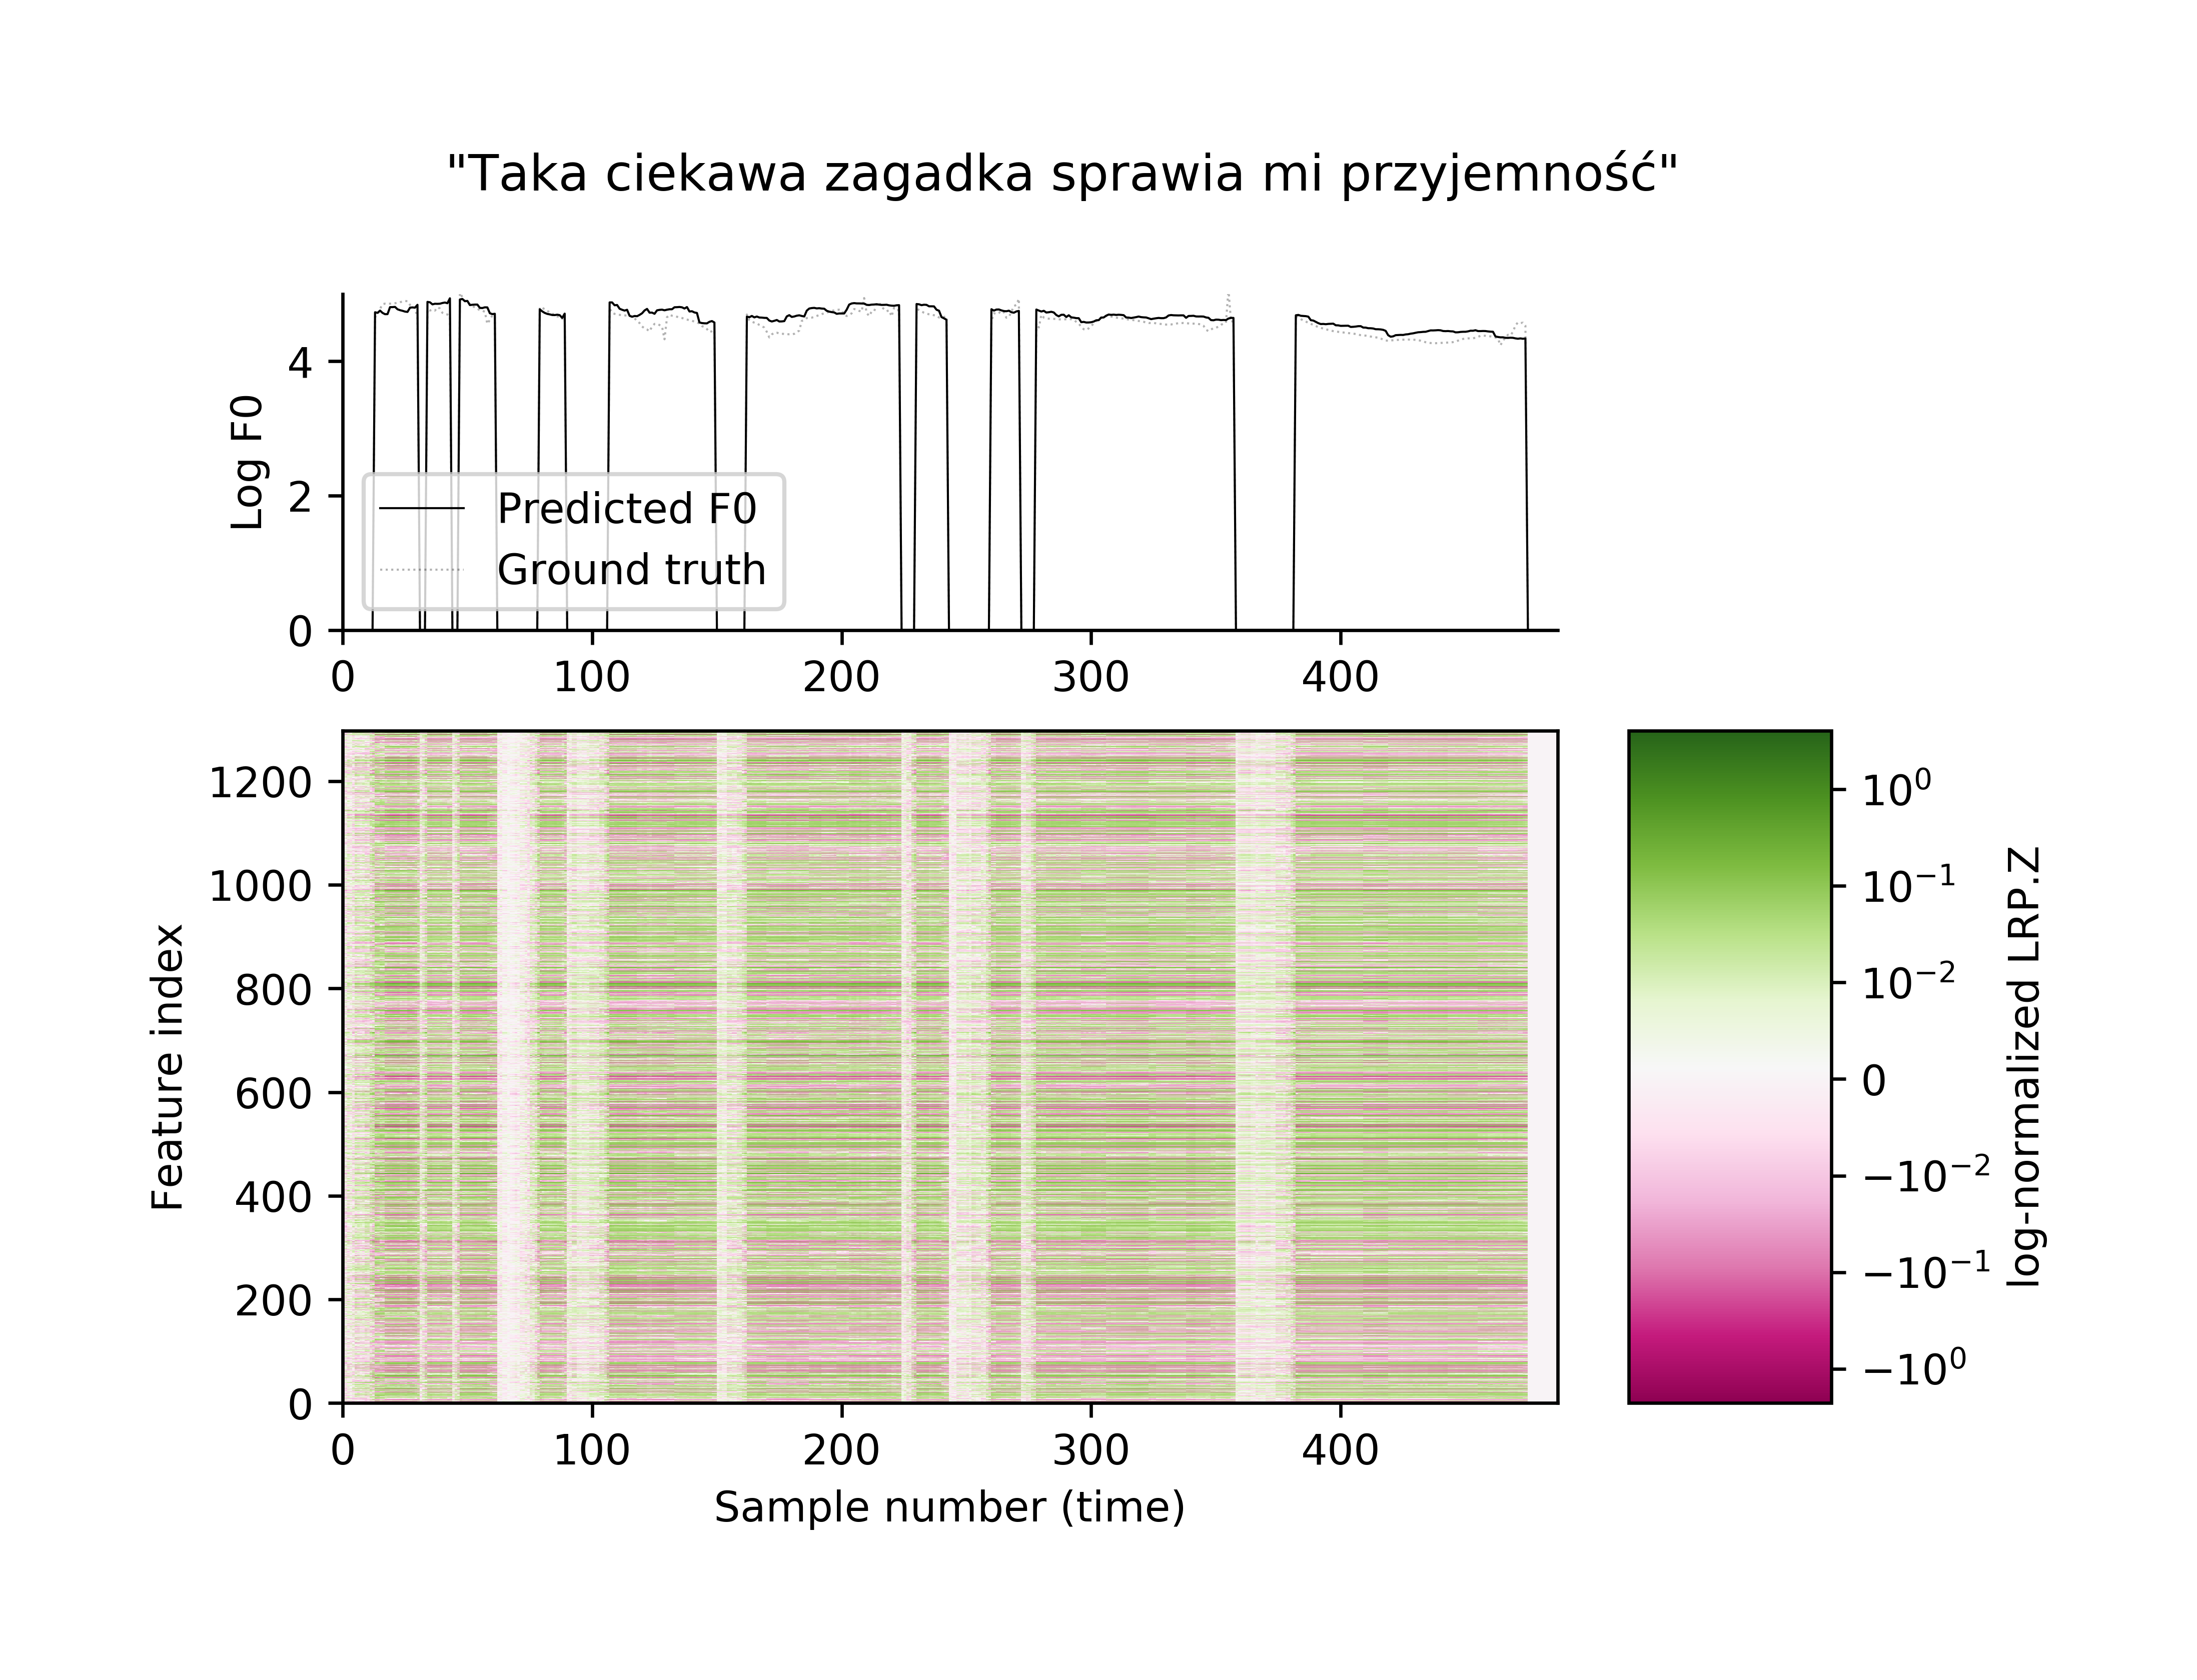 "Taka ciekawa zagadka sprawia mi przyjemność"
Log F0
4
2
0
Predicted F0
Ground truth
0 100 200 300 400
Feature index
1200
1000
800
600
400
200
0
0 100 200 300 400
Sample number (time)
10⁰
10⁻¹
10⁻²
0
−10⁻²
−10⁻¹
−10⁰
log-normalized LRP.Z